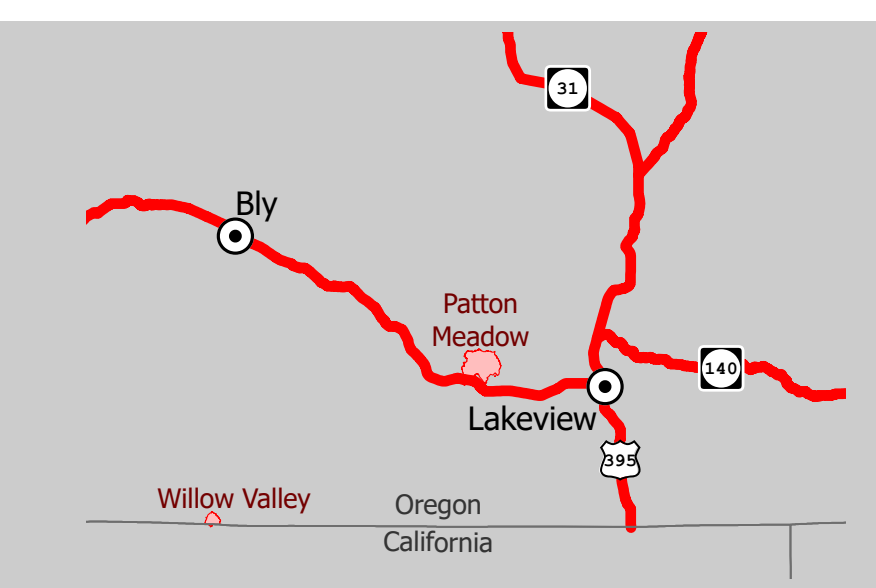 31
Bly
Patton
Meadow
140
Lakeview
395
Willow Valley
Oregon
California